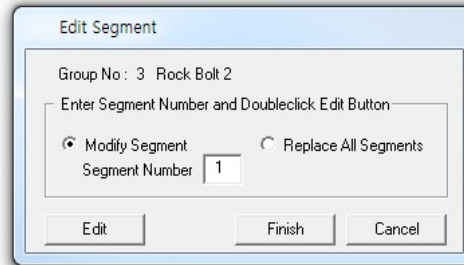 Edit Segment
Group No : 3 Rock Bolt 2
Enter Segment Number and Doubleclick Edit Button
Modify Segment Replace All Segments
Segment Number 1
Edit Finish Cancel